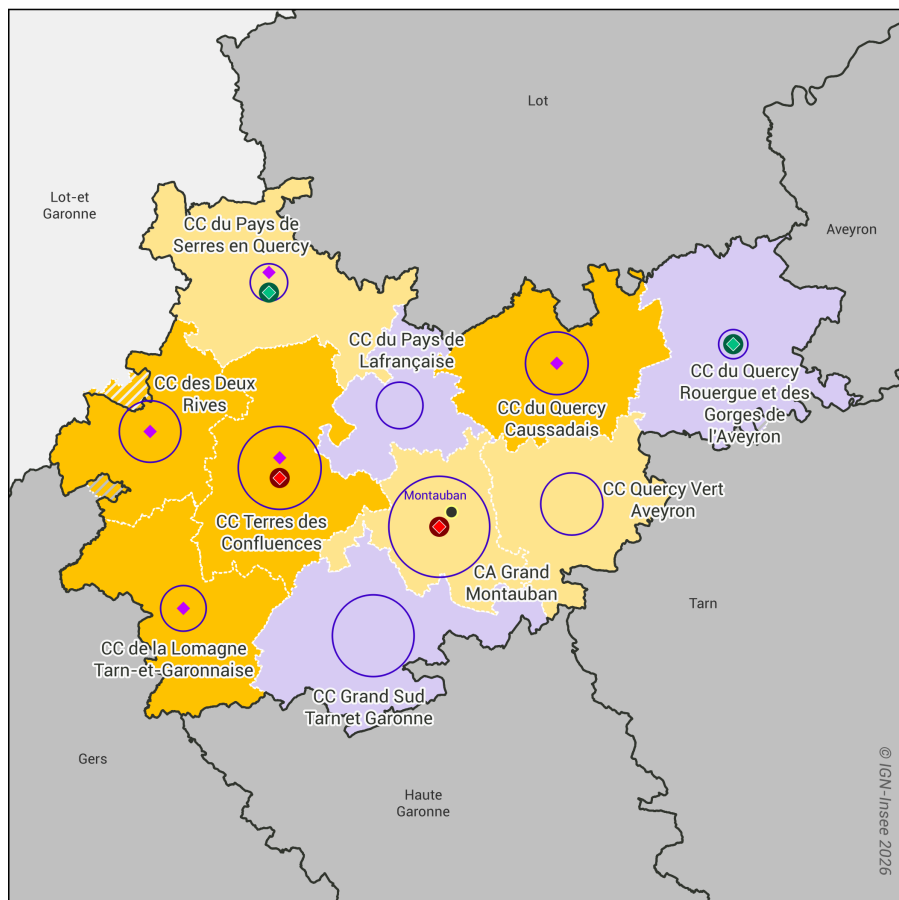 Lot
Lot-et
Garonne
CC du Pays de
Serres en Quercy
Aveyron
CC du Pays de
Lafrançaise
CC du Quercy
Rouergue et des
Gorges de
l'Aveyron
CC des Deux
Rives
CC du Quercy
Caussadais
CC Quercy Vert
Aveyron
Montauban
CC Terres des
Confluences
CA Grand
Montauban
Tarn
CC de la Lomagne
Tarn-et-Garonnaise
CC Grand Sud
Tarn et Garonne
Gers
Haute
Garonne
© IGN-Insee 2026